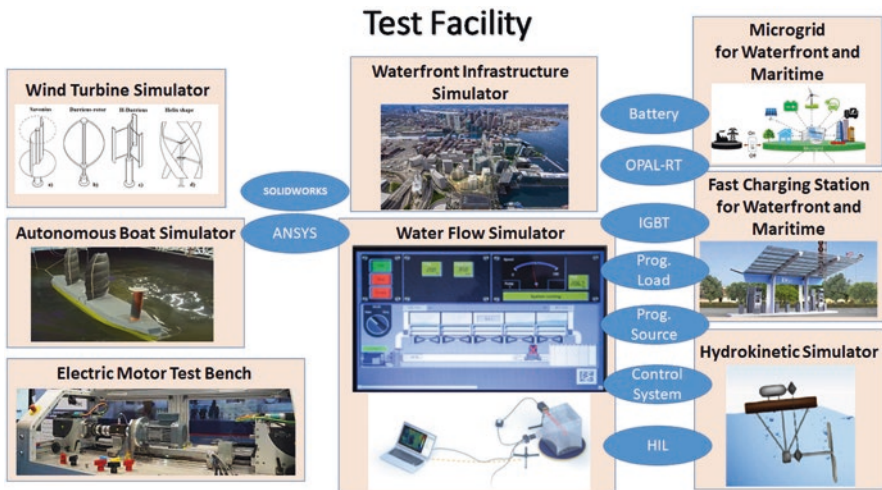 Test Facility
Wind Turbine Simulator
Savonius
Darrieus-rotor
H-Darrieus
Helix shape
a)
b)
c)
d)
Autonomous Boat Simulator
Electric Motor Test Bench
SOLIDWORKS
ANSYS
Waterfront Infrastructure
Simulator
Water Flow Simulator
Battery
OPAL-RT
IGBT
Prog.
Load
Prog.
Source
Control
System
HIL
Microgrid
for Waterfront and
Maritime
Fast Charging Station
for Waterfront and
Maritime
Hydrokinetic Simulator